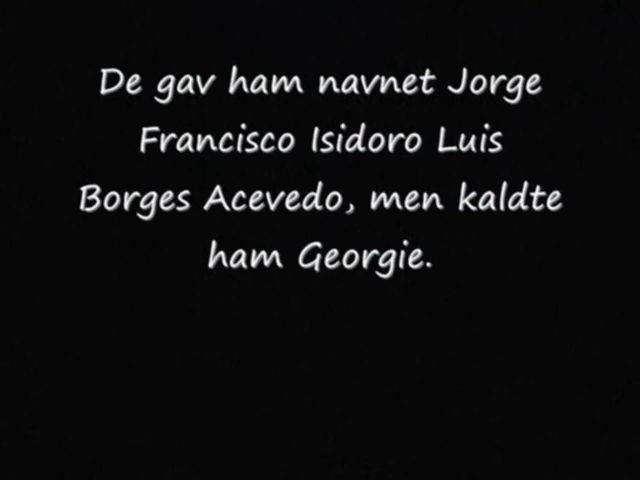 De gav ham navnet Jorge
Francisco Isidoro Luis
Borges Acevedo, men kaldte
ham Georgie.